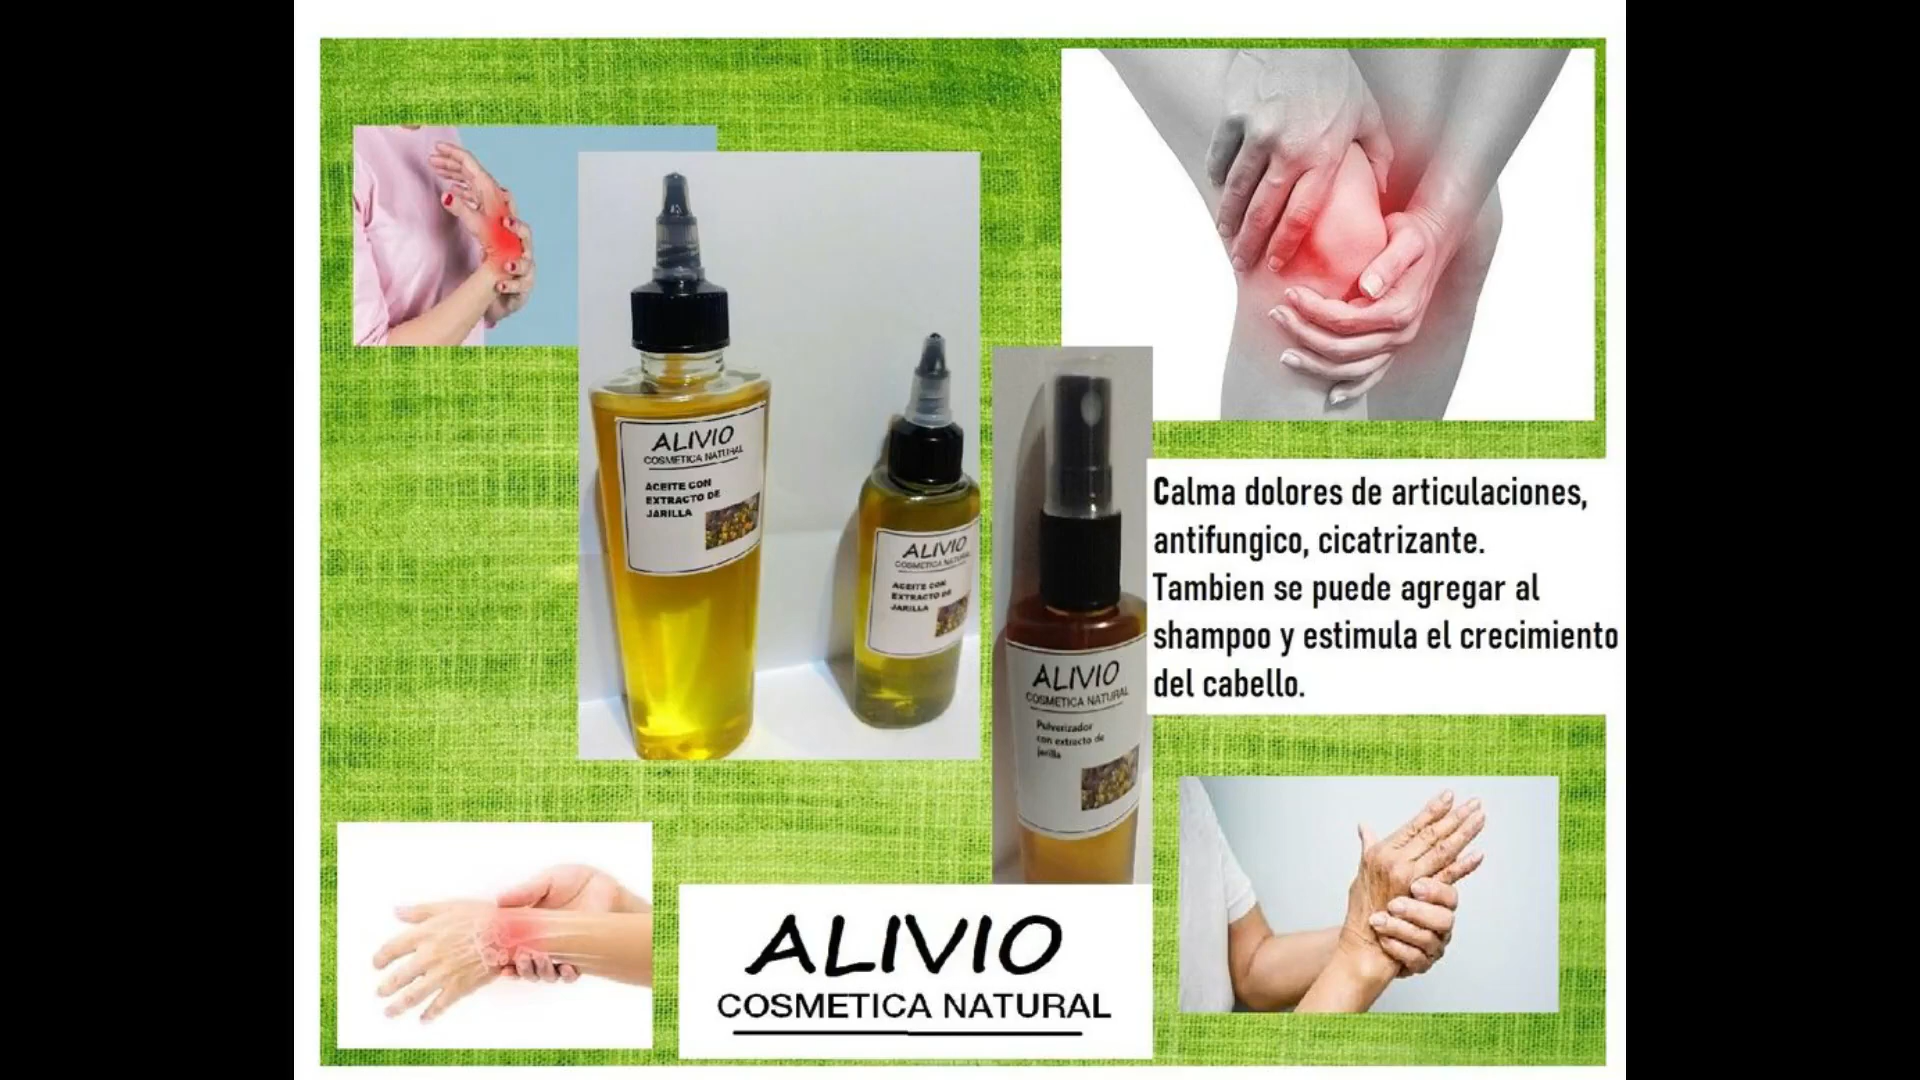 ALIVIO
COSMETICA NATURAL
ACEITE CON
EXTRACTO DE
JARILLA
ALIVIO
COSMETICA NATURAL
ACEITE CON
EXTRACTO DE
JARILLA
ALIVIO
COSMETICA NATURAL
Pulverizador
con extracto de
jarilla
Calma dolores de articulaciones,
antifungico, cicatrizante.
Tambien se puede agregar al
shampoo y estimula el crecimiento
del cabello.
ALIVIO
COSMETICA NATURAL